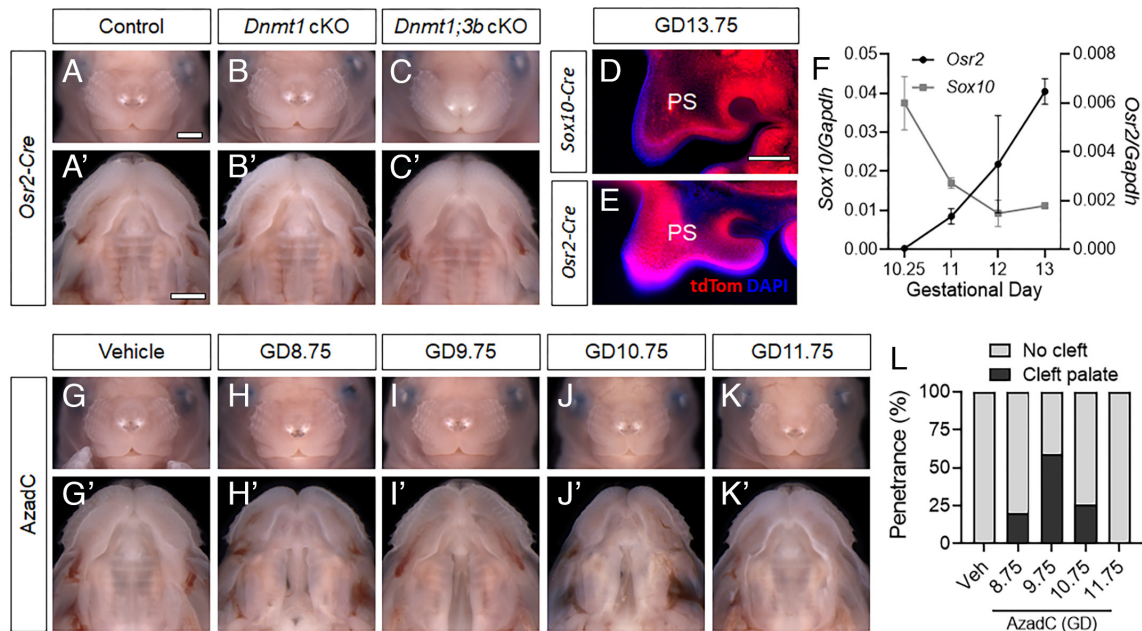 Control
Dnmt1 cKO
Dnmt1;3b cKO
GD13.75
Osr2-Cre
A
B
C
A’
B’
C’
Sox10-Cre
D
PS
Osr2-Cre
E
PS
tdTom DAPI
F
Osr2
Sox10
Sox10/Gapdh
0.05
0.04
0.03
0.02
0.01
0.00
0.008
0.006
0.004
0.002
0.000
Osr2/Gapdh
10.25 11 12 13
Gestational Day
Vehicle
GD8.75
GD9.75
GD10.75
GD11.75
AzadC
G
H
I
J
K
G’
H’
I’
J’
K’
L
No cleft
Cleft palate
Penetrance (%)
100
75
50
25
0
Veh 8.75 9.75 10.75 11.75
AzadC (GD)